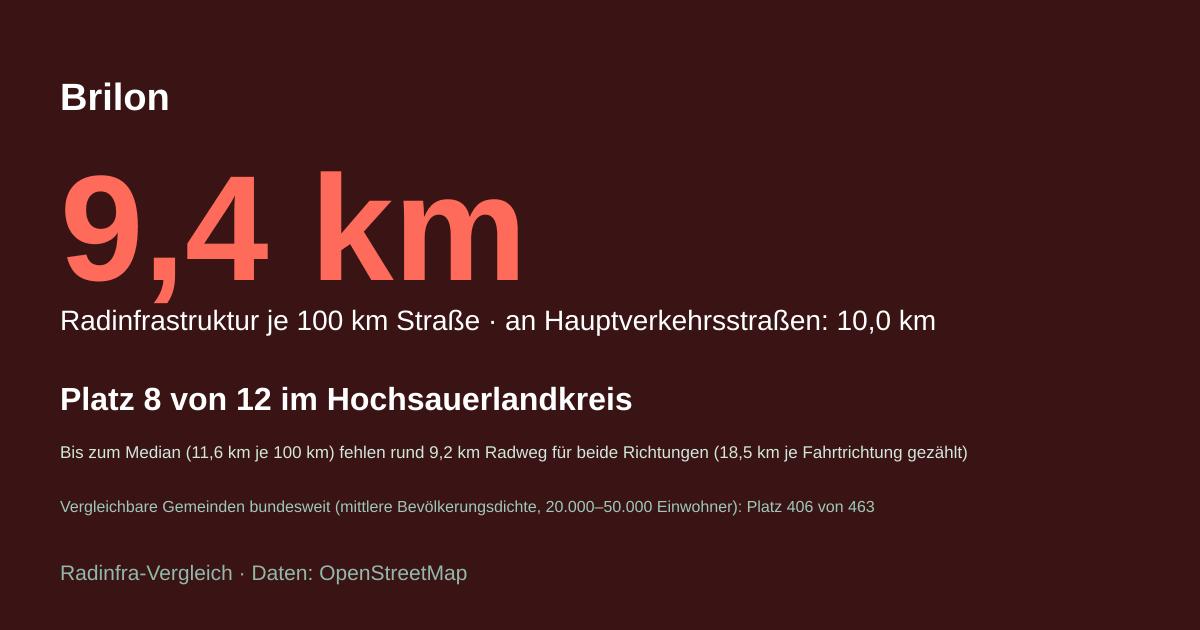 Brilon
9,4 km
Radinfrastruktur je 100 km Straße · an Hauptverkehrsstraßen: 10,0 km
Platz 8 von 12 im Hochsauerlandkreis
Bis zum Median (11,6 km je 100 km) fehlen rund 9,2 km Radweg für beide Richtungen (18,5 km je Fahrtrichtung gezählt)
Vergleichbare Gemeinden bundesweit (mittlere Bevölkerungsdichte, 20.000–50.000 Einwohner): Platz 406 von 463
Radinfra-Vergleich · Daten: OpenStreetMap